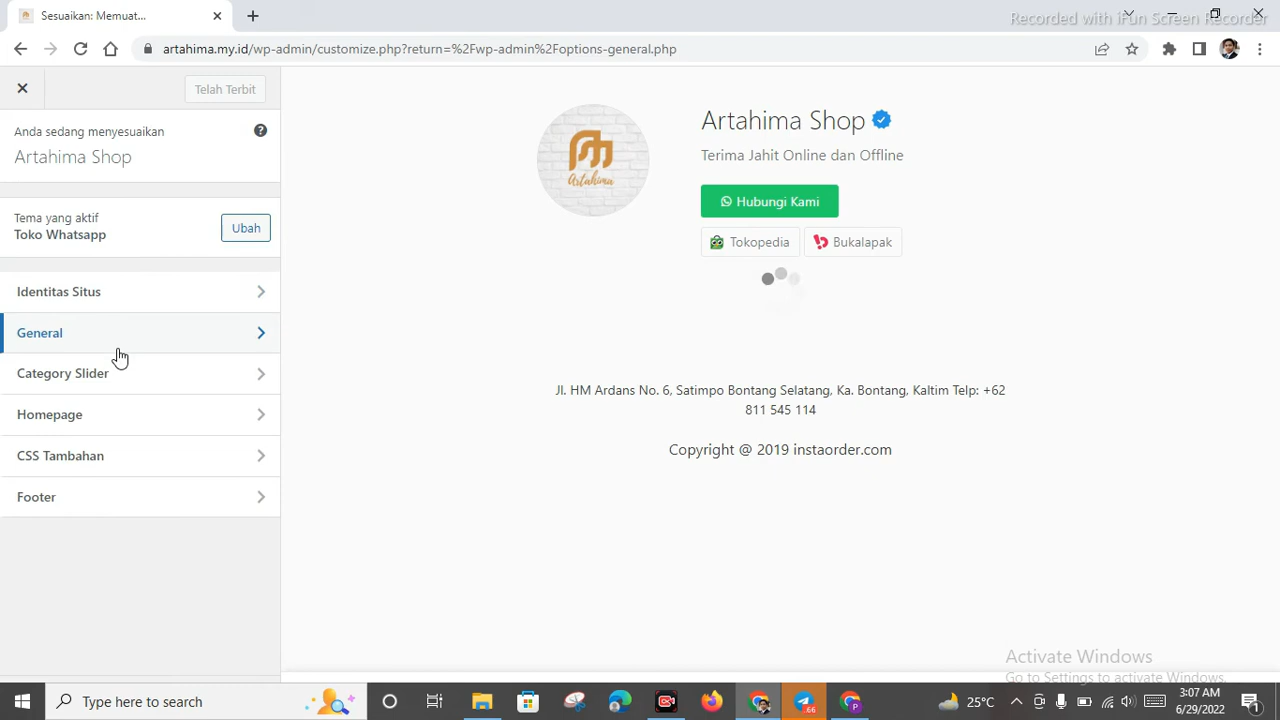 Sesuaikan: Memuat...
Recorded with iFun Screen Recorder
artahima.my.id/wp-admin/customize.php?return=%2Fwp-admin%2Foptions-general.php
Telah Terbit
Anda sedang menyesuaikan
Artahima Shop
Tema yang aktif
Toko Whatsapp
Ubah
Identitas Situs
General
Category Slider
Homepage
CSS Tambahan
Footer
Artahima
Artahima Shop
Terima Jahit Online dan Offline
Hubungi Kami
Tokopedia
Bukalapak
Jl. HM Ardans No. 6, Satimpo Bontang Selatang, Ka. Bontang, Kaltim Telp: +62
811 545 114
Copyright @ 2019 instaorder.com
Activate Windows
Go to Settings to activate Windows.
Type here to search
66
25°C
3:07 AM
6/29/2022
1